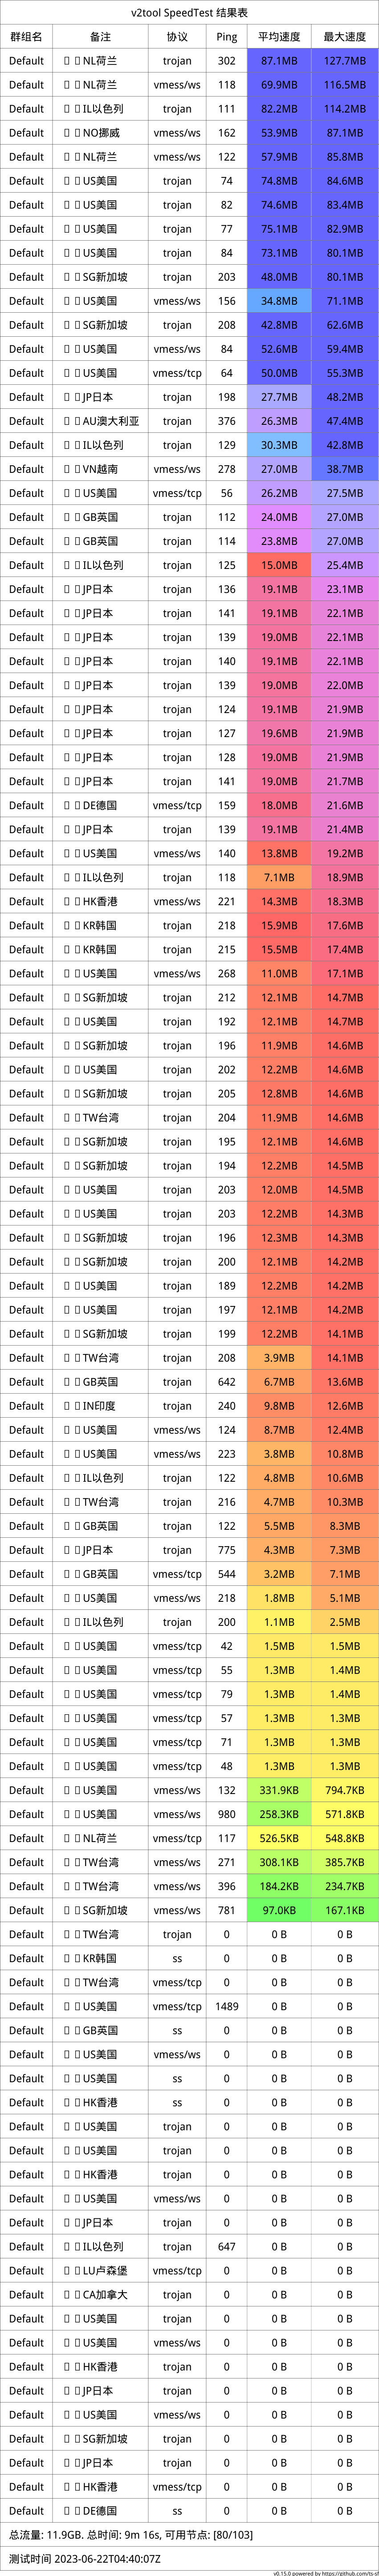 v2tool SpeedTest 结果表
群组名 备注 协议 Ping 平均速度 最大速度
Default NL荷兰 trojan 302 87.1MB 127.7MB
Default NL荷兰 vmess/ws 118 69.9MB 116.5MB
Default IL以色列 trojan 111 82.2MB 114.2MB
Default NO挪威 vmess/ws 162 53.9MB 87.1MB
Default NL荷兰 vmess/ws 122 57.9MB 85.8MB
Default US美国 trojan 74 74.8MB 84.6MB
Default US美国 trojan 82 74.6MB 83.4MB
Default US美国 trojan 77 75.1MB 82.9MB
Default US美国 trojan 84 73.1MB 80.1MB
Default SG新加坡 trojan 203 48.0MB 80.1MB
Default US美国 vmess/ws 156 34.8MB 71.1MB
Default SG新加坡 trojan 208 42.8MB 62.6MB
Default US美国 vmess/ws 84 52.6MB 59.4MB
Default US美国 vmess/tcp 64 50.0MB 55.3MB
Default JP日本 trojan 198 27.7MB 48.2MB
Default AU澳大利亚 trojan 376 26.3MB 47.4MB
Default IL以色列 trojan 129 30.3MB 42.8MB
Default VN越南 vmess/ws 278 27.0MB 38.7MB
Default US美国 vmess/tcp 56 26.2MB 27.5MB
Default GB英国 trojan 112 24.0MB 27.0MB
Default GB英国 trojan 114 23.8MB 27.0MB
Default IL以色列 trojan 125 15.0MB 25.4MB
Default JP日本 trojan 136 19.1MB 23.1MB
Default JP日本 trojan 141 19.1MB 22.1MB
Default JP日本 trojan 139 19.0MB 22.1MB
Default JP日本 trojan 140 19.1MB 22.1MB
Default JP日本 trojan 139 19.0MB 22.0MB
Default JP日本 trojan 124 19.1MB 21.9MB
Default JP日本 trojan 127 19.6MB 21.9MB
Default JP日本 trojan 128 19.0MB 21.9MB
Default JP日本 trojan 141 19.0MB 21.7MB
Default DE德国 vmess/tcp 159 18.0MB 21.6MB
Default JP日本 trojan 139 19.1MB 21.4MB
Default US美国 vmess/ws 140 13.8MB 19.2MB
Default IL以色列 trojan 118 7.1MB 18.9MB
Default HK香港 vmess/ws 221 14.3MB 18.3MB
Default KR韩国 trojan 218 15.9MB 17.6MB
Default KR韩国 trojan 215 15.5MB 17.4MB
Default US美国 vmess/ws 268 11.0MB 17.1MB
Default SG新加坡 trojan 212 12.1MB 14.7MB
Default US美国 trojan 192 12.1MB 14.7MB
Default SG新加坡 trojan 196 11.9MB 14.6MB
Default US美国 trojan 202 12.2MB 14.6MB
Default SG新加坡 trojan 205 12.8MB 14.6MB
Default TW台湾 trojan 204 11.9MB 14.6MB
Default SG新加坡 trojan 195 12.1MB 14.6MB
Default SG新加坡 trojan 194 12.2MB 14.5MB
Default US美国 trojan 203 12.0MB 14.5MB
Default US美国 trojan 203 12.2MB 14.3MB
Default SG新加坡 trojan 196 12.3MB 14.3MB
Default SG新加坡 trojan 200 12.1MB 14.2MB
Default US美国 trojan 189 12.2MB 14.2MB
Default US美国 trojan 197 12.1MB 14.2MB
Default SG新加坡 trojan 199 12.2MB 14.1MB
Default TW台湾 trojan 208 3.9MB 14.1MB
Default GB英国 trojan 642 6.7MB 13.6MB
Default IN印度 trojan 240 9.8MB 12.6MB
Default US美国 vmess/ws 124 8.7MB 12.4MB
Default US美国 vmess/ws 223 3.8MB 10.8MB
Default IL以色列 trojan 122 4.8MB 10.6MB
Default TW台湾 trojan 216 4.7MB 10.3MB
Default GB英国 trojan 122 5.5MB 8.3MB
Default JP日本 trojan 775 4.3MB 7.3MB
Default GB英国 vmess/tcp 544 3.2MB 7.1MB
Default US美国 vmess/ws 218 1.8MB 5.1MB
Default IL以色列 trojan 200 1.1MB 2.5MB
Default US美国 vmess/tcp 42 1.5MB 1.5MB
Default US美国 vmess/tcp 55 1.3MB 1.4MB
Default US美国 vmess/tcp 79 1.3MB 1.4MB
Default US美国 vmess/tcp 57 1.3MB 1.3MB
Default US美国 vmess/tcp 71 1.3MB 1.3MB
Default US美国 vmess/tcp 48 1.3MB 1.3MB
Default US美国 vmess/ws 132 331.9KB 794.7KB
Default US美国 vmess/ws 980 258.3KB 571.8KB
Default NL荷兰 vmess/tcp 117 526.5KB 548.8KB
Default TW台湾 vmess/ws 271 308.1KB 385.7KB
Default TW台湾 vmess/ws 396 184.2KB 234.7KB
Default SG新加坡 vmess/ws 781 97.0KB 167.1KB
Default TW台湾 trojan 0 0 B 0 B
Default KR韩国 ss 0 0 B 0 B
Default TW台湾 vmess/tcp 0 0 B 0 B
Default US美国 vmess/tcp 1489 0 B 0 B
Default GB英国 ss 0 0 B 0 B
Default US美国 vmess/ws 0 0 B 0 B
Default US美国 ss 0 0 B 0 B
Default HK香港 ss 0 0 B 0 B
Default US美国 trojan 0 0 B 0 B
Default US美国 trojan 0 0 B 0 B
Default HK香港 trojan 0 0 B 0 B
Default US美国 vmess/ws 0 0 B 0 B
Default JP日本 trojan 0 0 B 0 B
Default IL以色列 trojan 647 0 B 0 B
Default LU卢森堡 vmess/tcp 0 0 B 0 B
Default CA加拿大 trojan 0 0 B 0 B
Default US美国 trojan 0 0 B 0 B
Default US美国 vmess/ws 0 0 B 0 B
Default HK香港 trojan 0 0 B 0 B
Default JP日本 trojan 0 0 B 0 B
Default US美国 vmess/ws 0 0 B 0 B
Default SG新加坡 trojan 0 0 B 0 B
Default JP日本 trojan 0 0 B 0 B
Default HK香港 vmess/tcp 0 0 B 0 B
Default DE德国 ss 0 0 B 0 B
总流量: 11.9GB. 总时间: 9m 16s, 可用节点: [80/103]
测试时间 2023-06-22T04:40:07Z
v0.15.0 powered by https://github.com/ts-sf